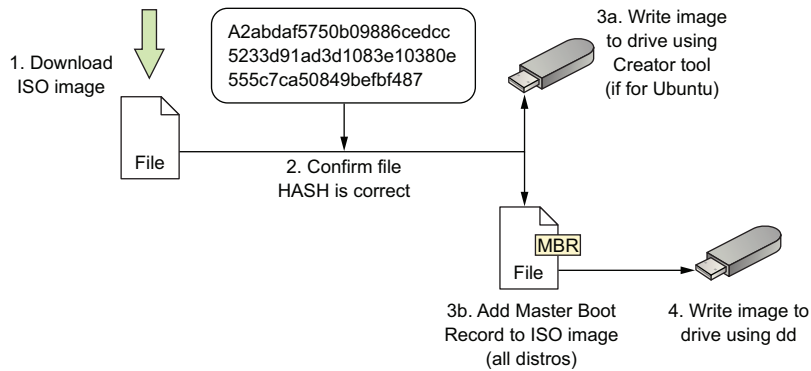 1. Download
ISO image
File
A2abdaf5750b09886cedcc
5233d91ad3d1083e10380e
555c7ca50849befbf487
2. Confirm file
HASH is correct
3a. Write image
to drive using
Creator tool
(if for Ubuntu)
MBR
File
3b. Add Master Boot
Record to ISO image
(all distros)
4. Write image to
drive using dd